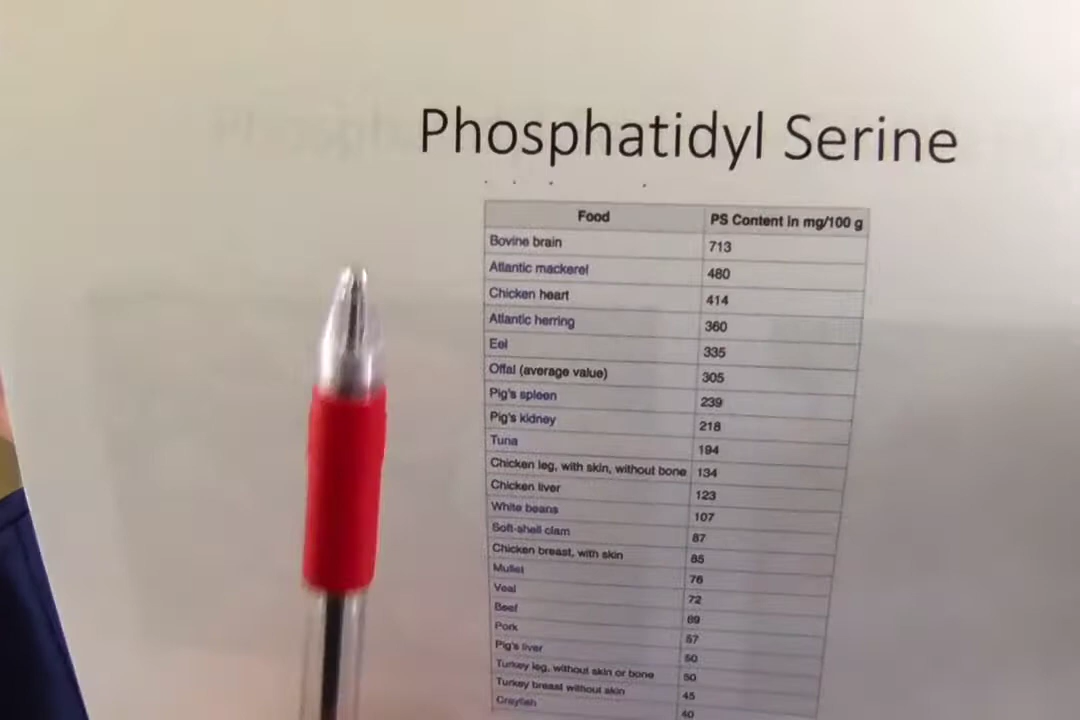 Phosphatidyl Serine
Food PS Content in mg/100 g
Bovine brain 713
Atlantic mackerel 480
Chicken heart 414
Atlantic herring 360
Eel 335
Offal (average value) 305
Pig's spleen 239
Pig's kidney 218
Tuna 194
Chicken leg, with skin, without bone 134
Chicken liver 123
White beans 107
Soft-shell clam 87
Chicken breast, with skin 85
Mullet 76
Veal 72
Beef 69
Pork 57
Pig's liver 50
Turkey leg, without skin or bone 50
Turkey breast without skin 45
Crayfish 40